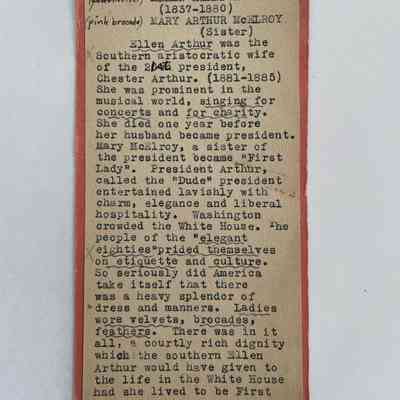 (1837-1880)
(pink brocade) MARY ARTHUR McELROY
(Sister)
Ellen Arthur was the
Southern aristocratic wife
of the president,
Chester Arthur. (1881-1885)
She was prominent in the
musical world, singing for
concerts and for charity.
She died one year before
her husband became president.
Mary McElroy, a sister of
the president became "First
Lady". President Arthur,
called the "Dude" president
entertained lavishly with
charm, elegance and liberal
hospitality. Washington
crowded the White House. The
people of the "elegant
eighties"prided themselves
on etiquette and culture.
So seriously did America
take itself that there
was a heavy splendor of
dress and manners. Ladies
wore velvets, brocades,
feathers. There was in it
all, a courtly rich dignity
which the southern Ellen
Arthur would have given to
the life in the White House
had she lived to be First